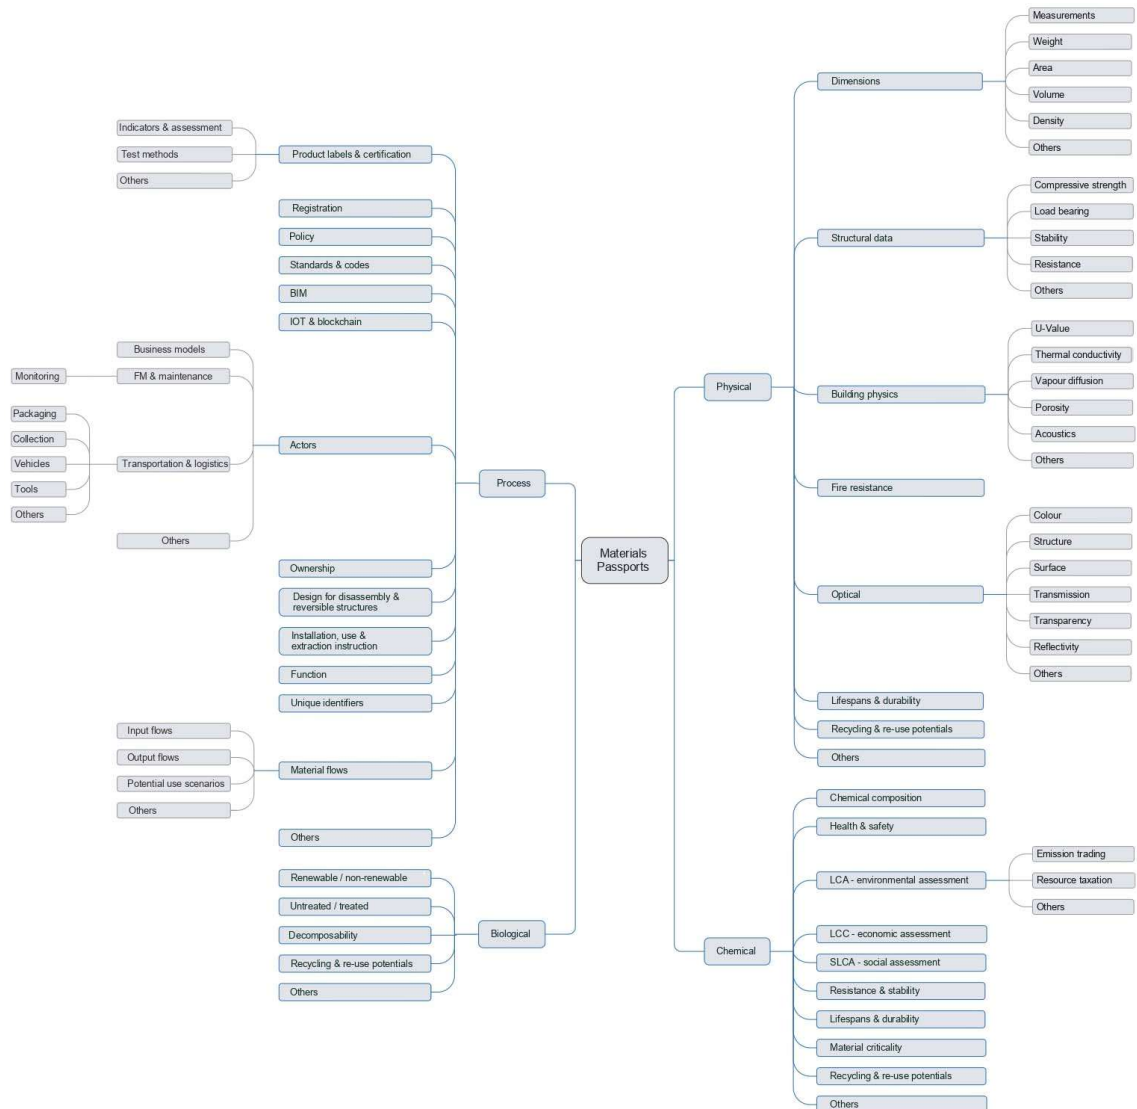 Materials
Passports
Process
Product labels & certification
Indicators & assessment
Test methods
Others
Registration
Policy
Standards & codes
BIM
IOT & blockchain
Actors
Business models
FM & maintenance
Monitoring
Transportation & logistics
Packaging
Collection
Vehicles
Tools
Others
Others
Ownership
Design for disassembly &
reversible structures
Installation, use &
extraction instruction
Function
Unique identifiers
Material flows
Input flows
Output flows
Potential use scenarios
Others
Others
Biological
Renewable / non-renewable
Untreated / treated
Decomposability
Recycling & re-use potentials
Others
Physical
Dimensions
Measurements
Weight
Area
Volume
Density
Others
Structural data
Compressive strength
Load bearing
Stability
Resistance
Others
Building physics
U-Value
Thermal conductivity
Vapour diffusion
Porosity
Acoustics
Others
Fire resistance
Optical
Colour
Structure
Surface
Transmission
Transparency
Reflectivity
Others
Lifespans & durability
Recycling & re-use potentials
Others
Chemical
Chemical composition
Health & safety
LCA - environmental assessment
Emission trading
Resource taxation
Others
LCC - economic assessment
SLCA - social assessment
Resistance & stability
Lifespans & durability
Material criticality
Recycling & re-use potentials
Others